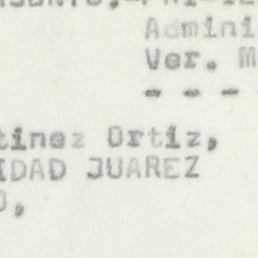 Admini
Ver. M
- - -
tinez Ortiz,
IDAD JUAREZ
O,